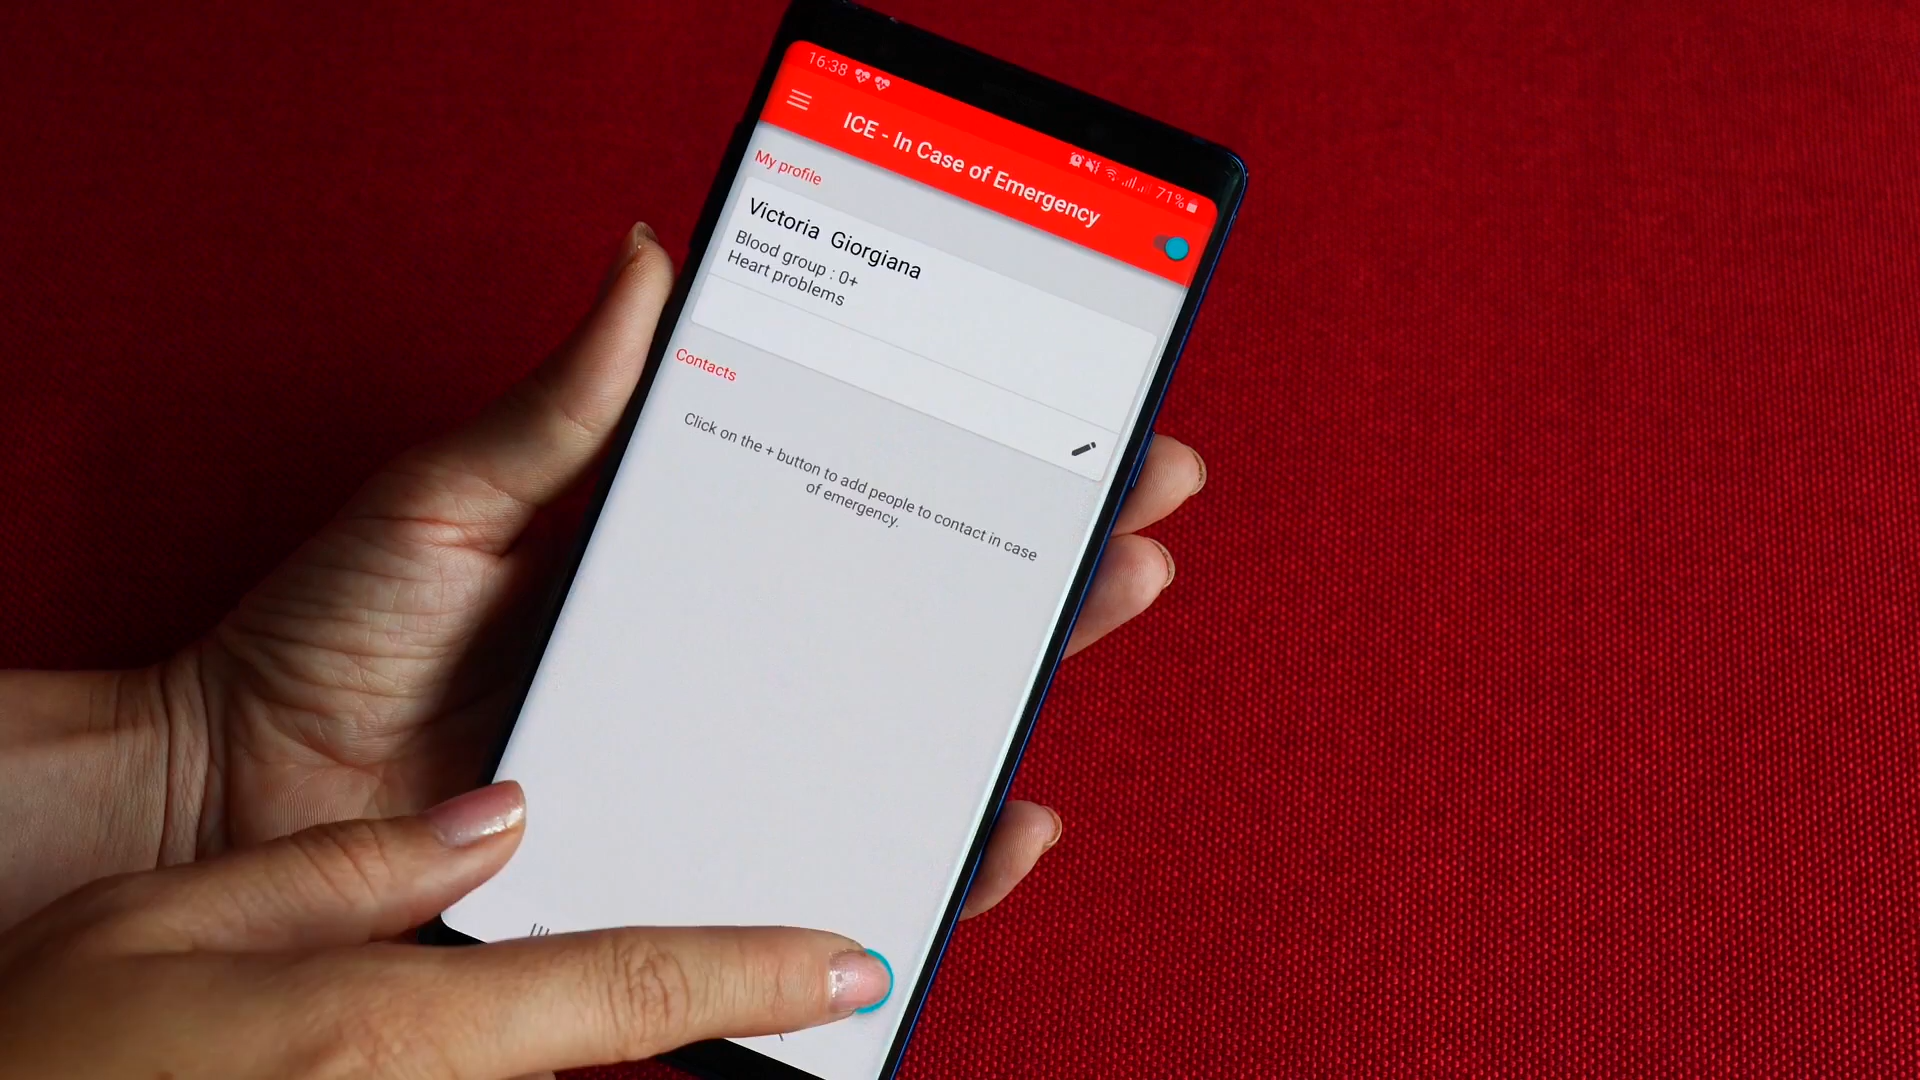 16:38
71%
ICE - In Case of Emergency
My profile
Victoria Giorgiana
Blood group : 0+
Heart problems
Contacts
Click on the + button to add people to contact in case
of emergency.